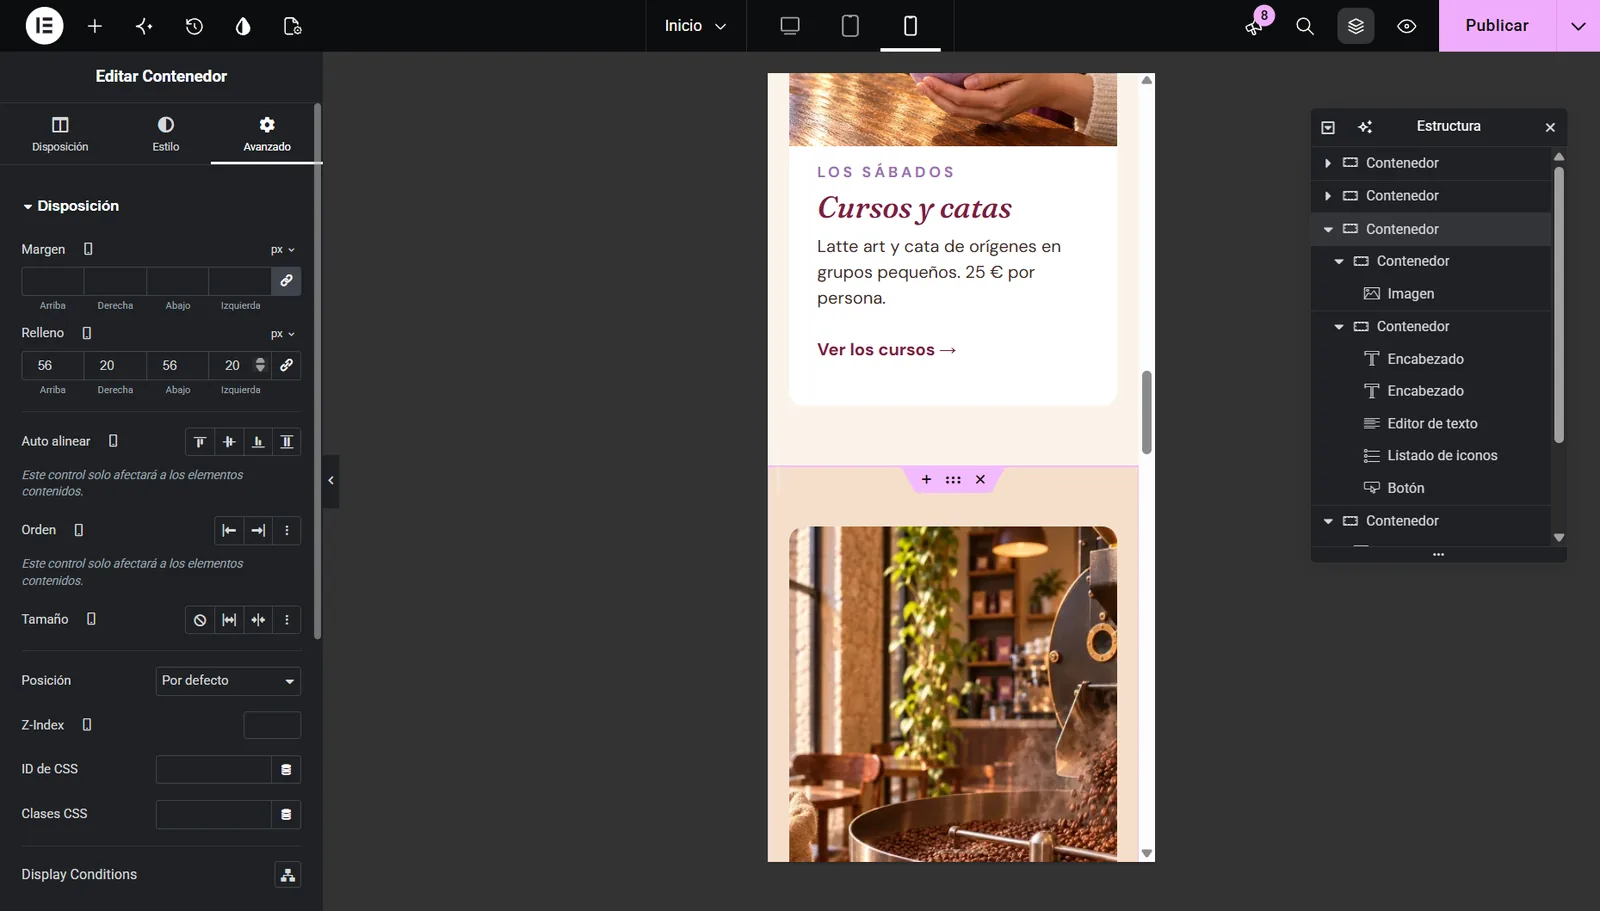 Inicio
8
Publicar
Editar Contenedor
Disposición
Estilo
Avanzado
Disposición
Margen
px
Arriba
Derecha
Abajo
Izquierda
Relleno
px
56
20
56
20
Arriba
Derecha
Abajo
Izquierda
Auto alinear
Este control solo afectará a los elementos
contenidos.
Orden
Este control solo afectará a los elementos
contenidos.
Tamaño
Posición
Por defecto
Z-Index
ID de CSS
Clases CSS
Display Conditions
LOS SÁBADOS
Cursos y catas
Latte art y cata de orígenes en
grupos pequeños. 25 € por
persona.
Ver los cursos →
Estructura
Contenedor
Contenedor
Contenedor
Contenedor
Imagen
Contenedor
Encabezado
Encabezado
Editor de texto
Listado de iconos
Botón
Contenedor